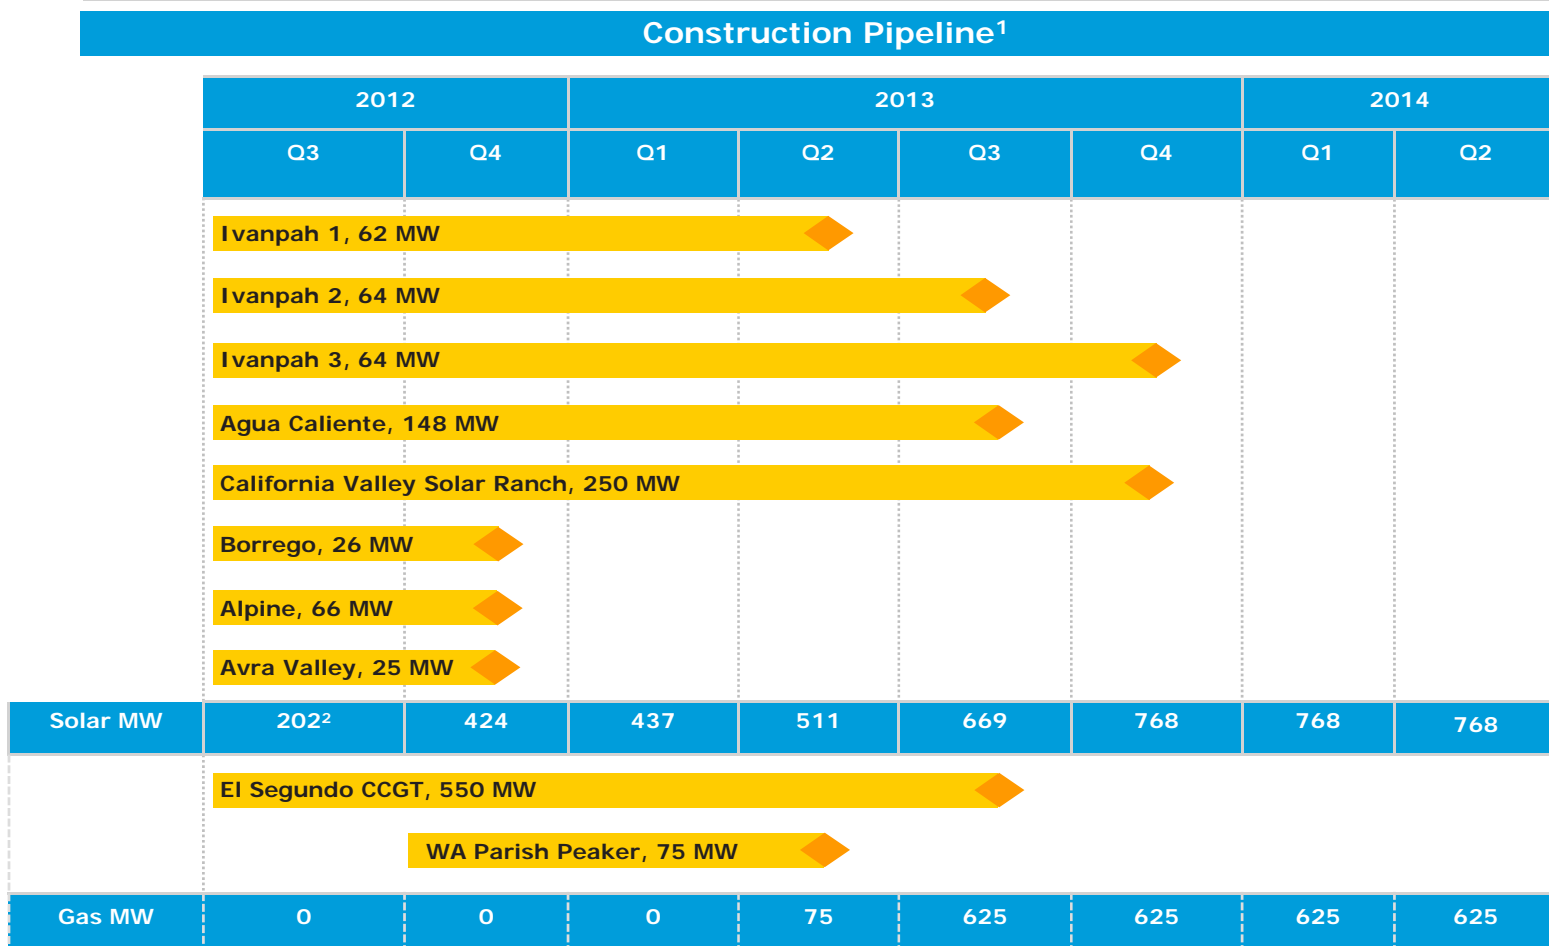 Construction Pipeline¹
2012 2013 2014
Q3 Q4 Q1 Q2 Q3 Q4 Q1 Q2
Ivanpah 1, 62 MW
Ivanpah 2, 64 MW
Ivanpah 3, 64 MW
Agua Caliente, 148 MW
California Valley Solar Ranch, 250 MW
Borrego, 26 MW
Alpine, 66 MW
Avra Valley, 25 MW
Solar MW 202² 424 437 511 669 768 768 768
El Segundo CCGT, 550 MW
WA Parish Peaker, 75 MW
Gas MW 0 0 0 75 625 625 625 625